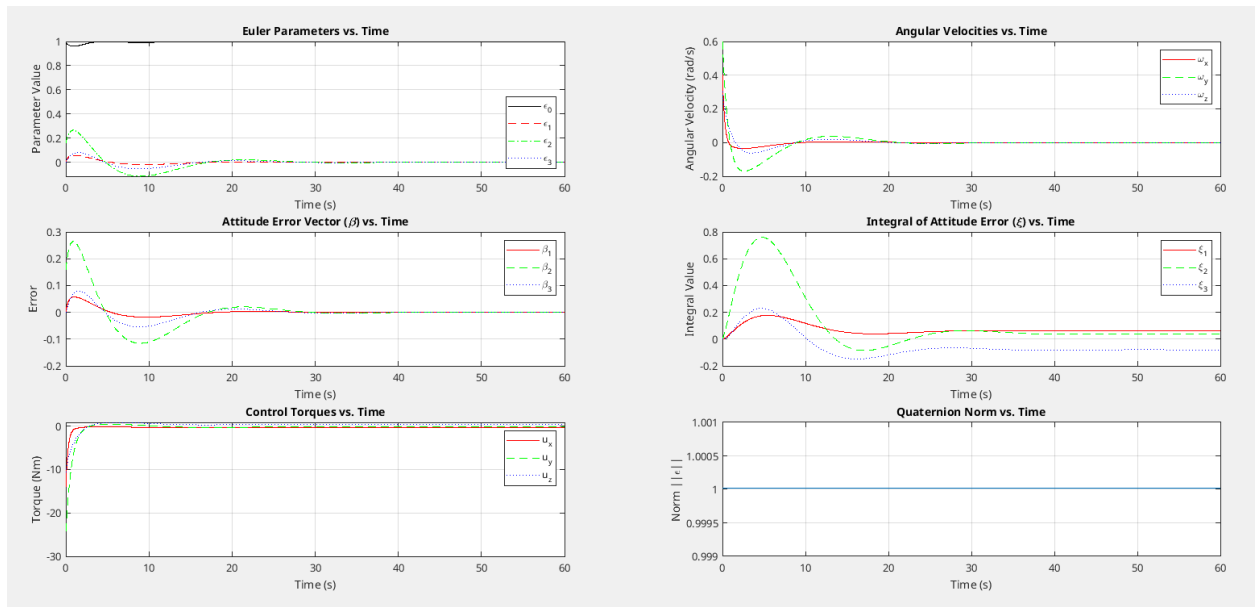 Euler Parameters vs. Time
Parameter Value
1
0.8
0.6
0.4
0.2
0
ϵ0
ϵ1
ϵ2
ϵ3
0 10 20 30 40 50 60
Time (s)
Angular Velocities vs. Time
Angular Velocity (rad/s)
0.6
0.4
0.2
0
-0.2
ωx
ωy
ωz
0 10 20 30 40 50 60
Time (s)
Attitude Error Vector (β) vs. Time
Error
0.3
0.2
0.1
0
-0.1
-0.2
β1
β2
β3
0 10 20 30 40 50 60
Time (s)
Integral of Attitude Error (ξ) vs. Time
Integral Value
0.8
0.6
0.4
0.2
0
-0.2
ξ1
ξ2
ξ3
0 10 20 30 40 50 60
Time (s)
Control Torques vs. Time
Torque (Nm)
0
-10
-20
-30
ux
uy
uz
0 10 20 30 40 50 60
Time (s)
Quaternion Norm vs. Time
Norm ||ϵ||
1.001
1.0005
1
0.9995
0.999
0 10 20 30 40 50 60
Time (s)